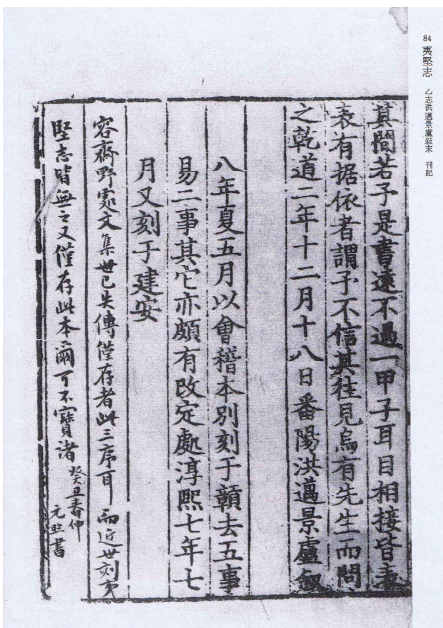 84 夷堅志 乙志洪邁景盧敍末 刊記
其間若予是書遠不過一甲子耳目相接皆
表有据依者謂予不信其往見烏有先生而問
之乾道二年十二月十八日番陽洪邁景盧叙
八年夏五月以會稽本別刻于贛去五事
易二事其它亦頗有改定處淳熙七年七
月又刻于建安
容齋野處文集世已失傳僅存者此三序耳而近世刻夷
堅志皆無之又僅存此本爾可不寶諸
癸丑春仲
元照書